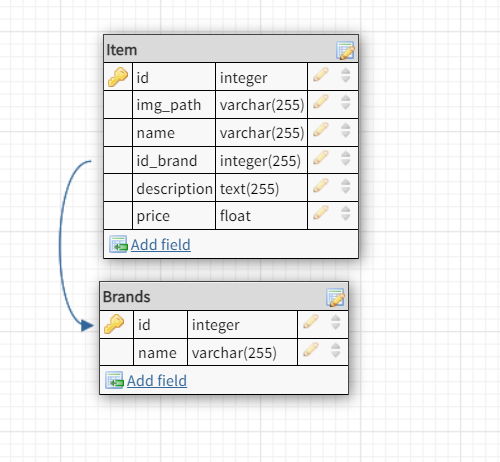 Item
id integer
img_path varchar(255)
name varchar(255)
id_brand integer(255)
description text(255)
price float
Add field
Brands
id integer
name varchar(255)
Add field